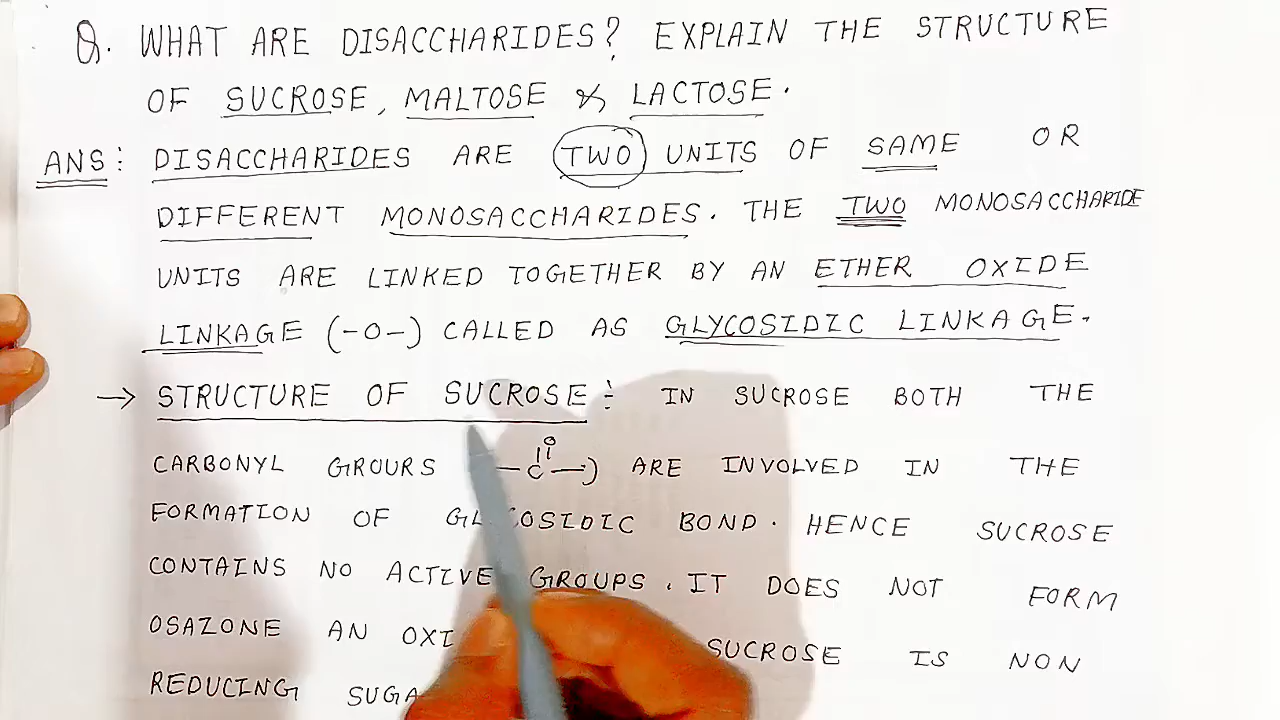 Q. WHAT ARE DISACCHARIDES? EXPLAIN THE STRUCTURE
OF SUCROSE, MALTOSE & LACTOSE.
ANS: DISACCHARIDES ARE TWO UNITS OF SAME OR
DIFFERENT MONOSACCHARIDES. THE TWO MONOSACCHARIDE
UNITS ARE LINKED TOGETHER BY AN ETHER OXIDE
LINKAGE (-O-) CALLED AS GLYCOSIDIC LINKAGE.
→ STRUCTURE OF SUCROSE: IN SUCROSE BOTH THE
CARBONYL GROURS —C—) ARE INVOLVED IN THE
O
FORMATION OF GLYCOSIDIC BOND. HENCE SUCROSE
CONTAINS NO ACTIVE GROUPS. IT DOES NOT FORM
OSAZONE AN SUCROSE IS NON
REDUCING